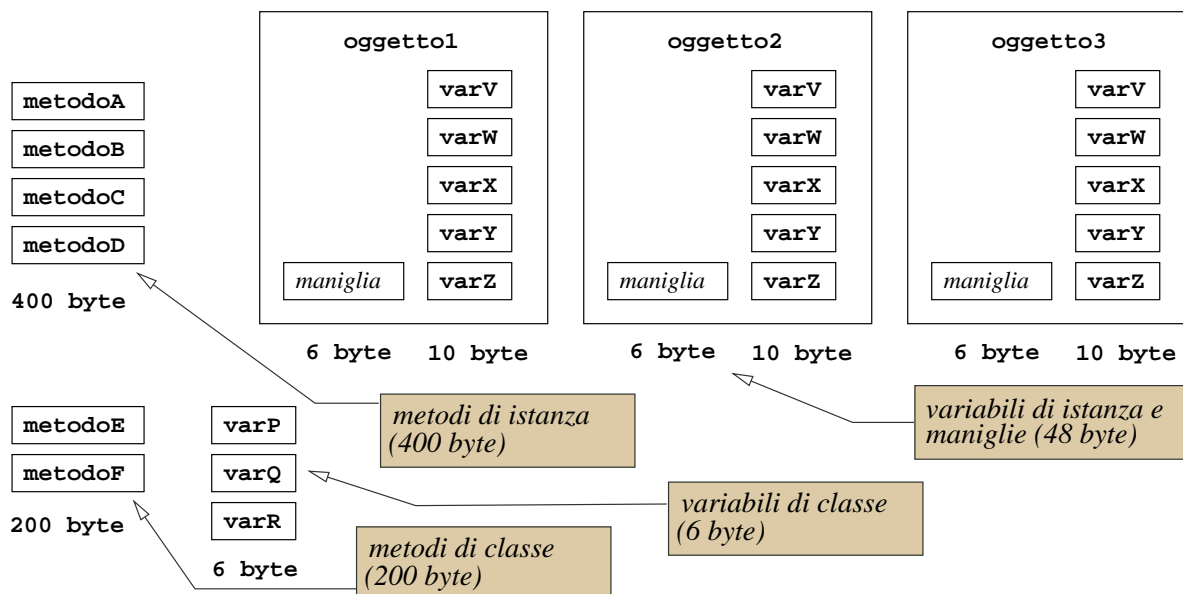 oggetto1 oggetto2 oggetto3
metodoA varV varV varV
metodoB varW varW varW
metodoC varX varX varX
metodoD varY varY varY
maniglia varZ maniglia varZ maniglia varZ
400 byte
6 byte 10 byte 6 byte 10 byte 6 byte 10 byte
metodi di istanza
(400 byte)
variabili di istanza e
maniglie (48 byte)
metodoE varP
metodoF varQ
200 byte varR
variabili di classe
(6 byte)
metodi di classe
(200 byte)
6 byte